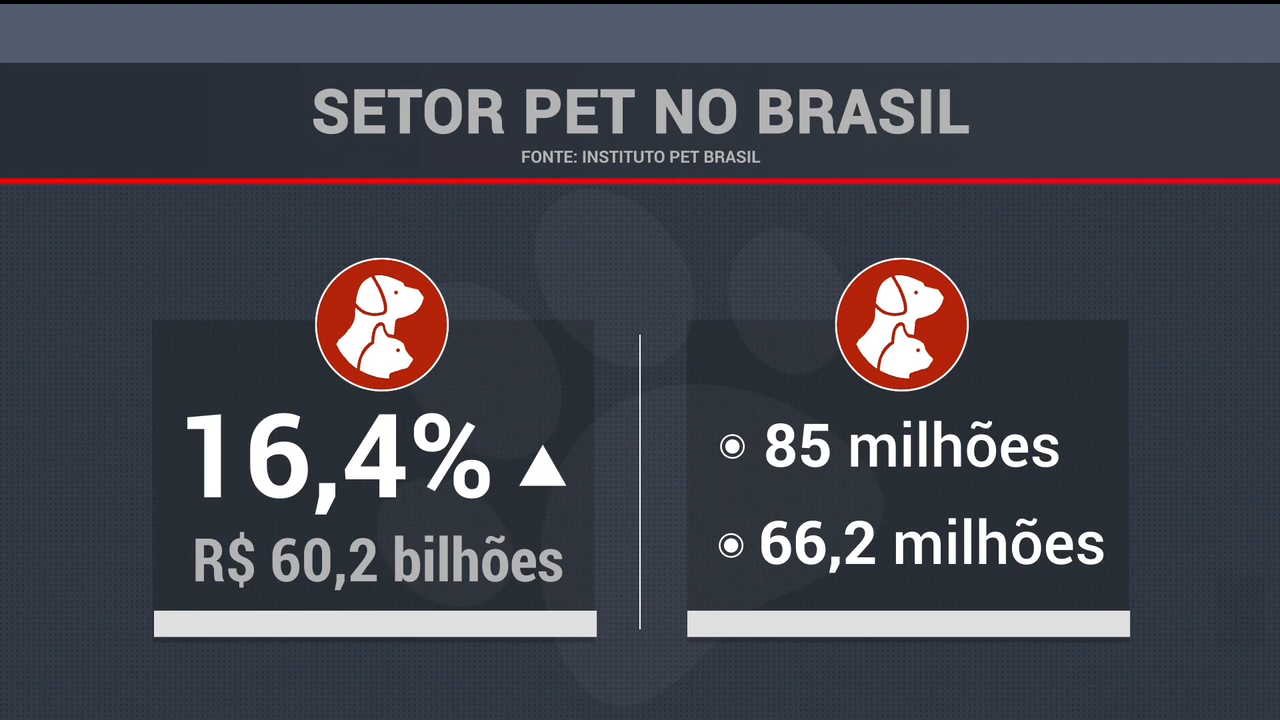 SETOR PET NO BRASIL
FONTE: INSTITUTO PET BRASIL
16,4%
R$ 60,2 bilhões
85 milhões
66,2 milhões